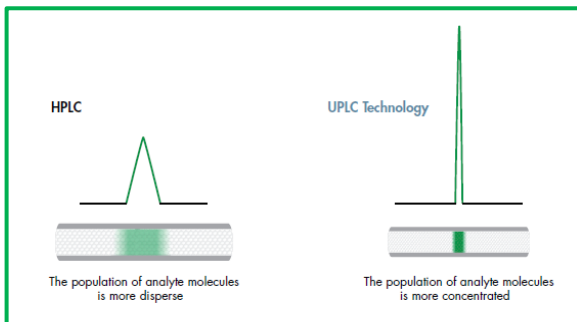 HPLC
UPLC Technology
The population of analyte molecules
is more disperse
The population of analyte molecules
is more concentrated